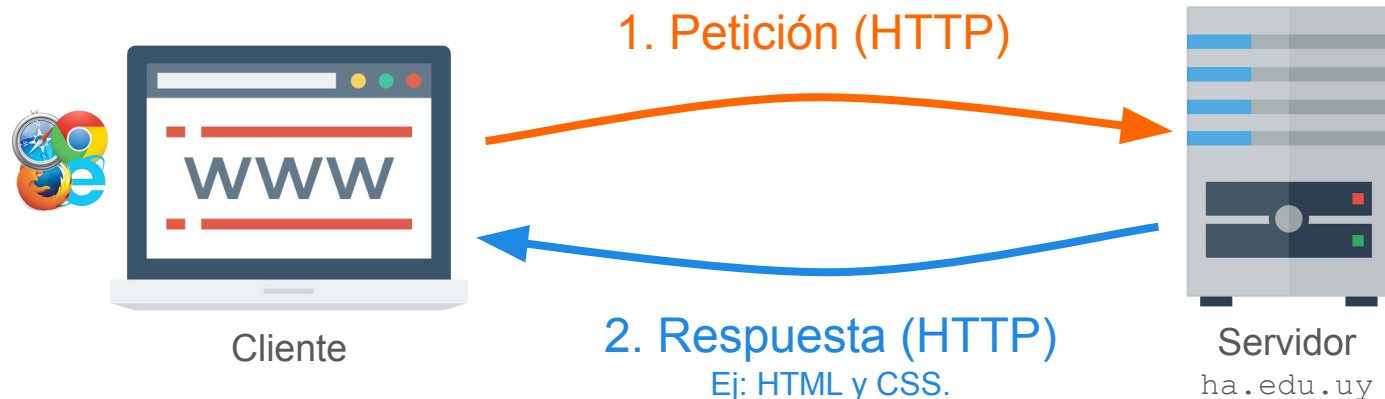 1. Petición (HTTP)
WWW
Cliente
2. Respuesta (HTTP)
Ej: HTML y CSS.
Servidor
ha.edu.uy